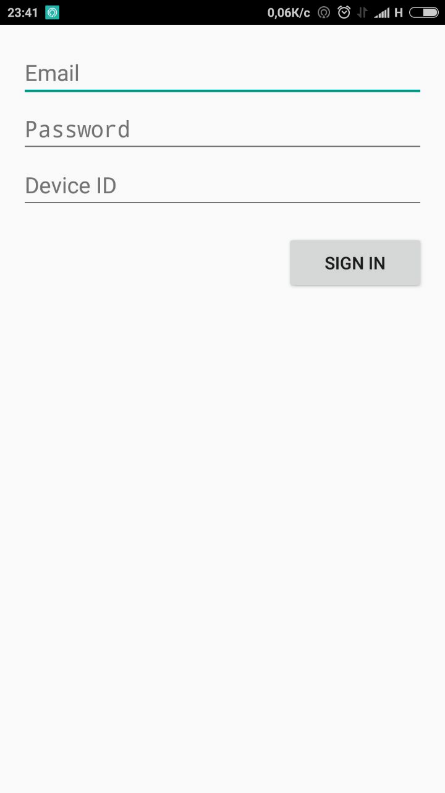 23:41 0,06K/c H
Email
Password
Device ID
SIGN IN